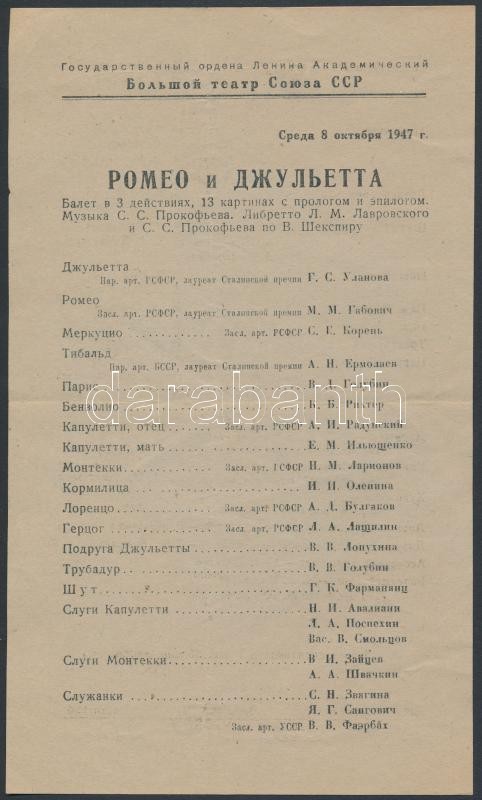 Государственный ордена Ленина Академический
Большой театр Союза ССР
Среда 8 октября 1947 г.
РОМЕО и ДЖУЛЬЕТТА
Балет в 3 действиях, 13 картинах с прологом и эпилогом.
Музыка С. С. Прокофьева. Либретто Л. М. Лавровского
и С. С. Прокофьева по В. Шекспиру
Джульетта
Нар. арт. РСФСР, лауреат Сталинской премии Г. С. Уланова
Ромео
Засл. арт. РСФСР, лауреат Сталинской премии М. М. Габович
Меркуцио ............ Засл. арт. РСФСР С. Г. Корень
Тибальд
Нар. арт. БССР, лауреат Сталинской премии А. Н. Ермолаев
Парис В. Д. Голубин
Бенволио Б. Рихтер
Капулетти, отец Засл. арт. РСФСР А. И. Радунский
Капулетти, мать Е. М. Ильющенко
Монтекки Засл. арт. РСФСР Н. М. Ларионов
Кормилица И. И. Оленина
Лоренцо Засл. арт. РСФСР А. Д. Булгаков
Герцог Засл. арт. РСФСР Л. А. Лащилин
Подруга Джульетты В. В. Лопухина
Трубадур В. В. Голубин
Шут Г. К. Фарманянц
Слуги Капулетти Н. И. Авалиани
Л. А. Поспехин
Вас. В. Смольцов
Слуги Монтекки В И. Зайцев
А. А. Швачкин
Служанки С. Н. Звягина
Я. Г. Сангович
Засл. арт. УССР В. В. Фаэрбах
darabanth